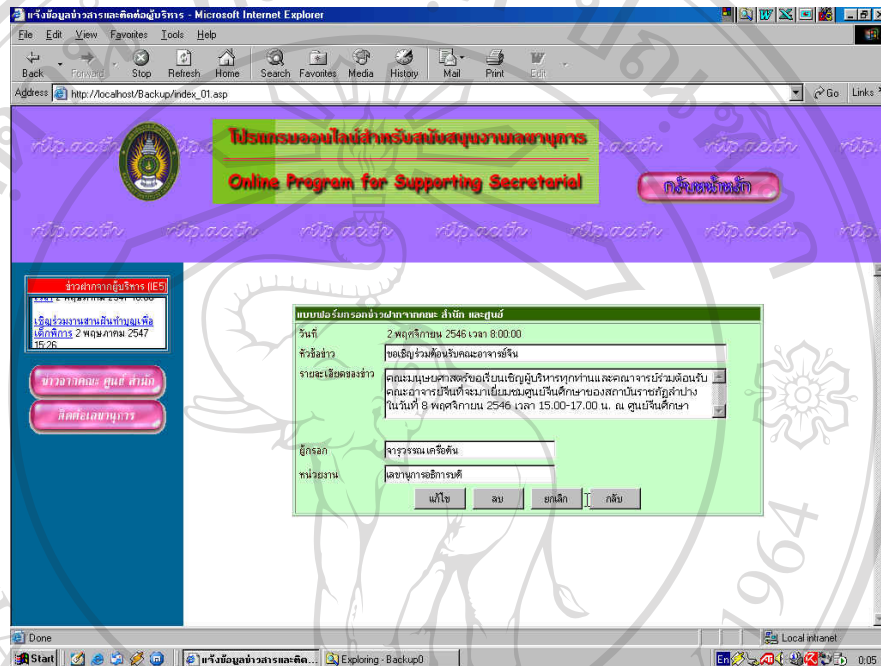 แจ้งข้อมูลข่าวสารและติดต่อผู้บริหาร - Microsoft Internet Explorer
File Edit View Favorites Tools Help
Back Forward Stop Refresh Home Search Favorites Media History Mail Print Edit
Address http://localhost/Backup/index_01.asp Go Links
โปรแกรมออนไลน์สำหรับสนับสนุนงานเลขานุการ
Online Program for Supporting Secretarial
กลับหน้าหลัก
ข่าวฝากจากผู้บริหาร (IE5)
เชิญร่วมงานสานฝันทำบุญเพื่อ
เด็กพิการ 2 พฤษภาคม 2547
15:26
ข่าวจากคณะ ศูนย์ สำนัก
ติดต่อเลขานุการ
แบบฟอร์มกรอกข่าวฝากจากคณะ สำนัก และศูนย์
วันที่ 2 พฤศจิกายน 2546 เวลา 8:00:00
หัวข้อข่าว ขอเชิญร่วมต้อนรับคณะอาจารย์จีน
รายละเอียดของข่าว คณะมนุษยศาสตร์ขอเรียนเชิญผู้บริหารทุกท่านและคณาจารย์ร่วมต้อนรับ
คณะอาจารย์จีนที่จะมาเยี่ยมชมศูนย์จีนศึกษาของสถาบันราชภัฏลำปาง
ในวันที่ 8 พฤศจิกายน 2546 เวลา 15.00-17.00 น. ณ ศูนย์จีนศึกษา
ผู้กรอก จารุวรรณ เครือตัน
หน่วยงาน เลขานุการอธิการบดี
แก้ไข ลบ ยกเลิก กลับ
Done Local intranet
Start แจ้งข้อมูลข่าวสารและติด... Exploring - Backup0 En 0:05
1964